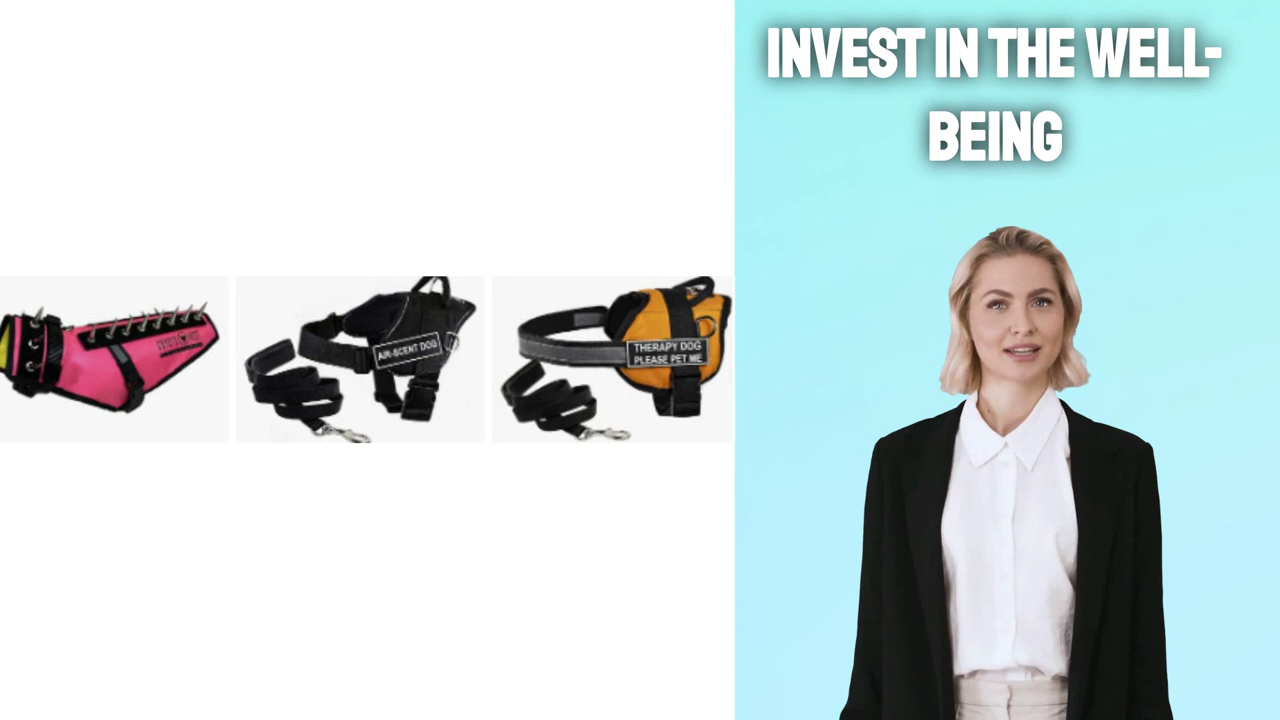 INVEST IN THE WELL-
BEING
AIR-SCENT DOG
THERAPY DOG
PLEASE PET ME